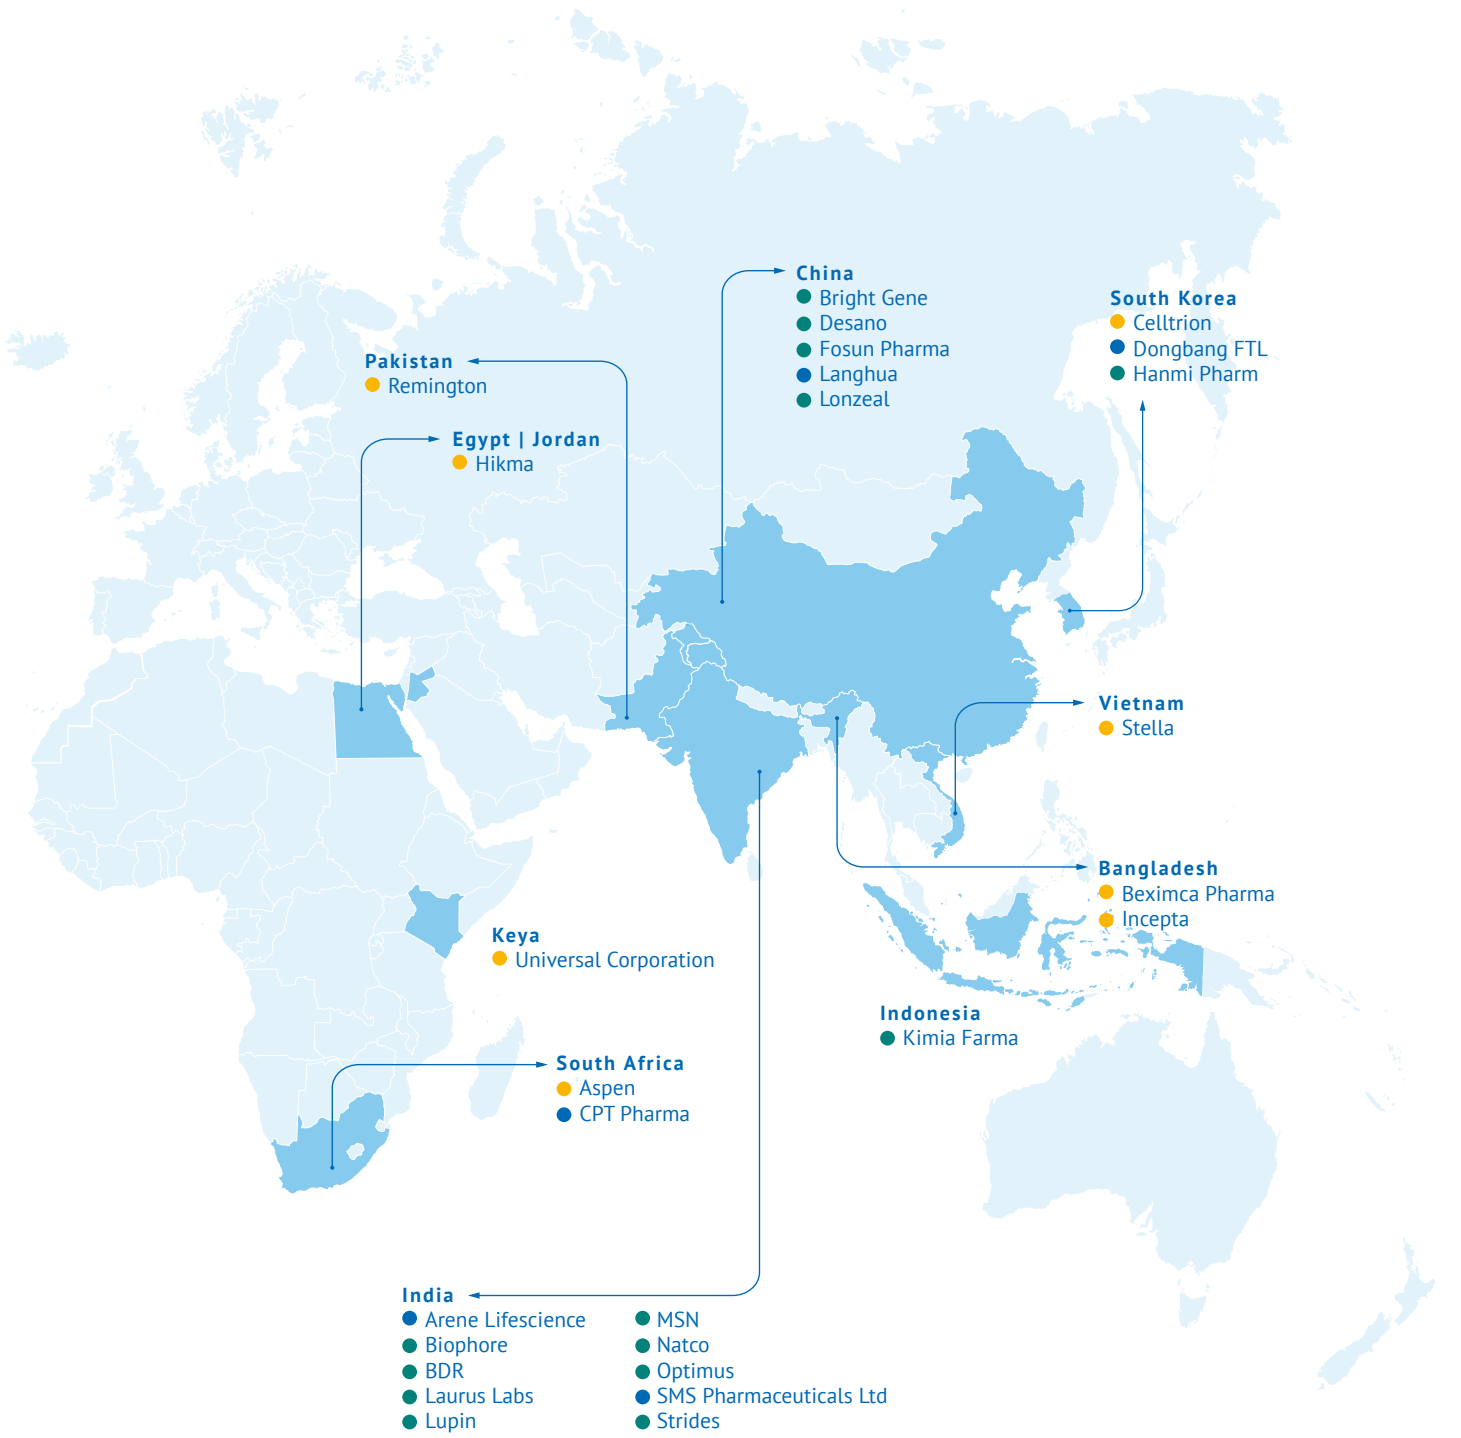 China
Bright Gene
Desano
Fosun Pharma
Langhua
Lonzeal
South Korea
Celltrion
Dongbang FTL
Hanmi Pharm
Pakistan
Remington
Egypt | Jordan
Hikma
Vietnam
Stella
Bangladesh
Beximca Pharma
Incepta
Keya
Universal Corporation
Indonesia
Kimia Farma
South Africa
Aspen
CPT Pharma
India
Arene Lifescience
Biophore
BDR
Laurus Labs
Lupin
MSN
Natco
Optimus
SMS Pharmaceuticals Ltd
Strides